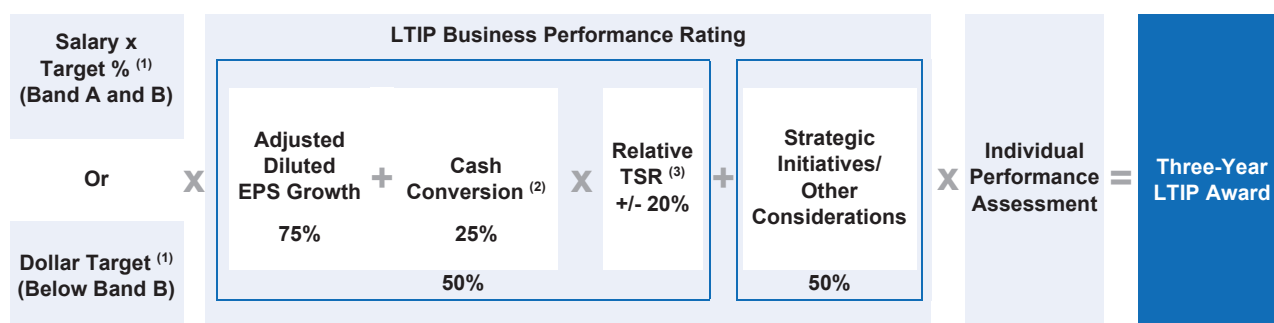 Salary x
Target % (1)
(Band A and B)
Or
Dollar Target (1)
(Below Band B)
x
LTIP Business Performance Rating
Adjusted
Diluted
EPS Growth
75%
+
Cash
Conversion (2)
25%
x
Relative
TSR (3)
+/- 20%
50%
+
Strategic
Initiatives/
Other
Considerations
50%
x
Individual
Performance
Assessment
=
Three-Year
LTIP Award